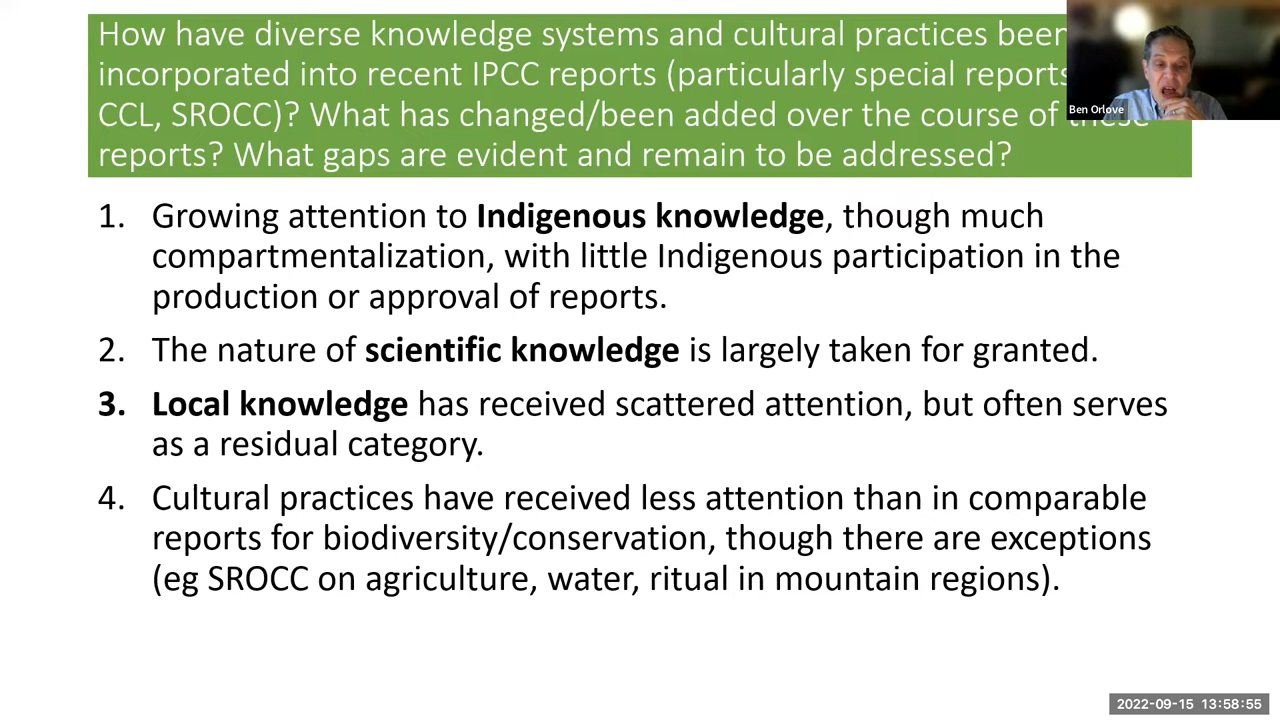 How have diverse knowledge systems and cultural practices been
incorporated into recent IPCC reports (particularly special reports
CCL, SROCC)? What has changed/been added over the course of these
reports? What gaps are evident and remain to be addressed?
Ben Orlove
1. Growing attention to Indigenous knowledge, though much
compartmentalization, with little Indigenous participation in the
production or approval of reports.
2. The nature of scientific knowledge is largely taken for granted.
3. Local knowledge has received scattered attention, but often serves
as a residual category.
4. Cultural practices have received less attention than in comparable
reports for biodiversity/conservation, though there are exceptions
(eg SROCC on agriculture, water, ritual in mountain regions).
2022-09-15 13:58:55